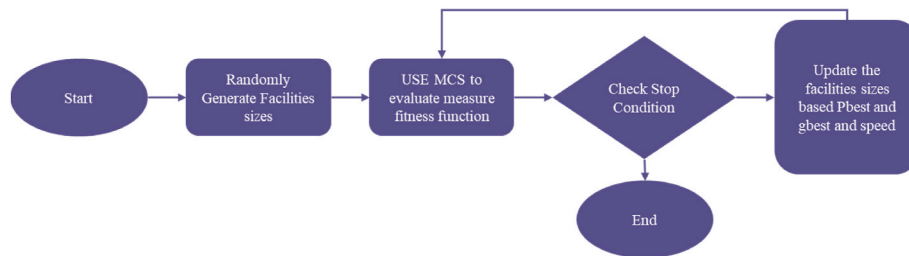 Start
Randomly
Generate Facilities
sizes
USE MCS to
evaluate measure
fitness function
Check Stop
Condition
Update the
facilities sizes
based Pbest and
gbest and speed
End